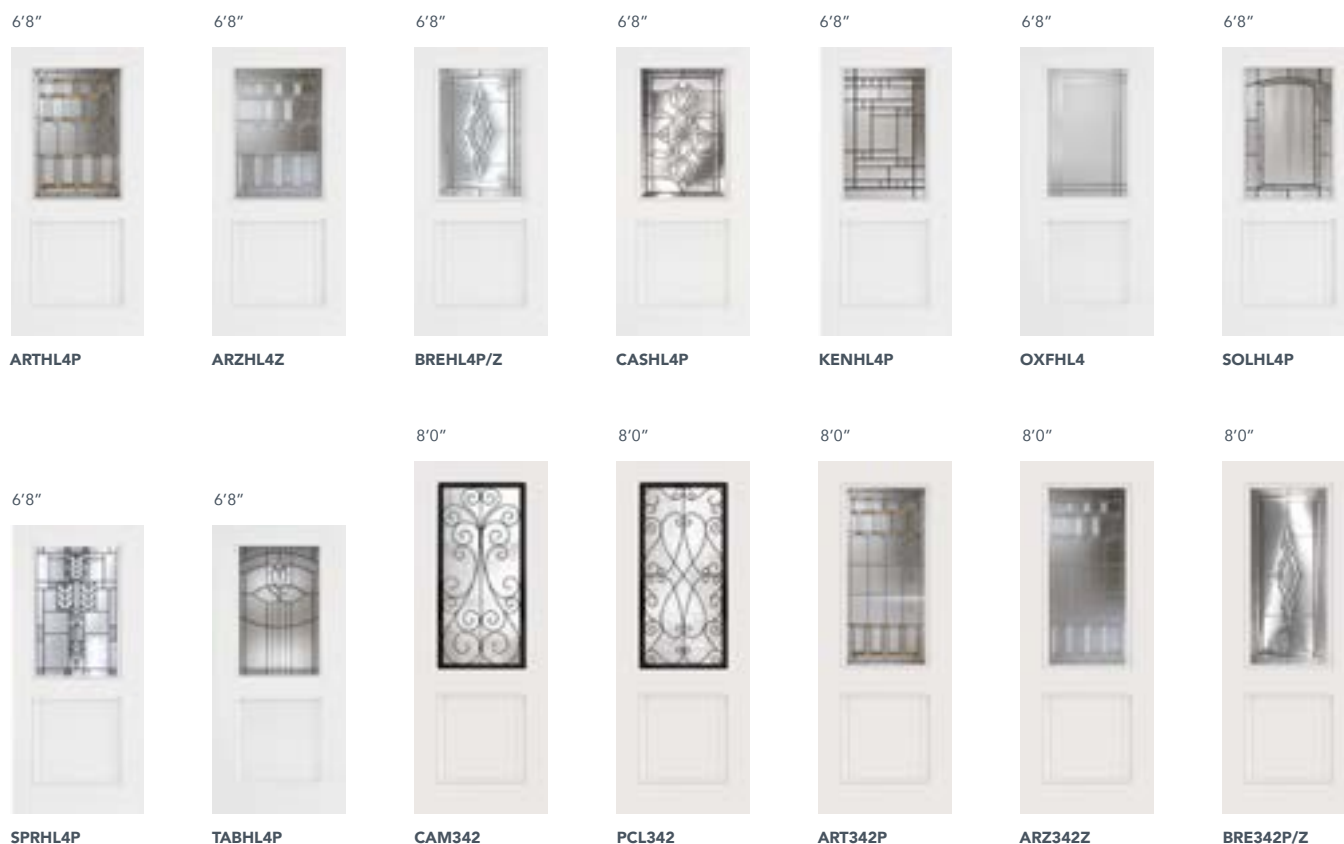 6’8” 6’8” 6’8” 6’8” 6’8” 6’8” 6’8”
ARTHL4P ARZHL4Z BREHL4P/Z CASHL4P KENHL4P OXFHL4 SOLHL4P
8’0” 8’0” 8’0” 8’0” 8’0”
6’8” 6’8”
SPRHL4P TABHL4P CAM342 PCL342 ART342P ARZ342Z BRE342P/Z